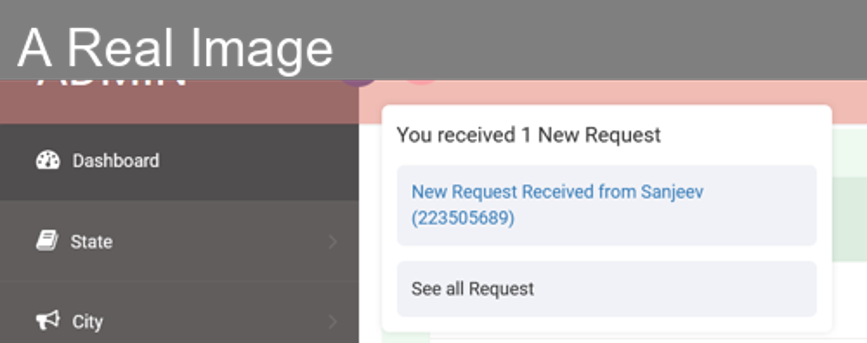 A Real Image
ADMIN
You received 1 New Request
Dashboard
New Request Received from Sanjeev
(223505689)
State
See all Request
City